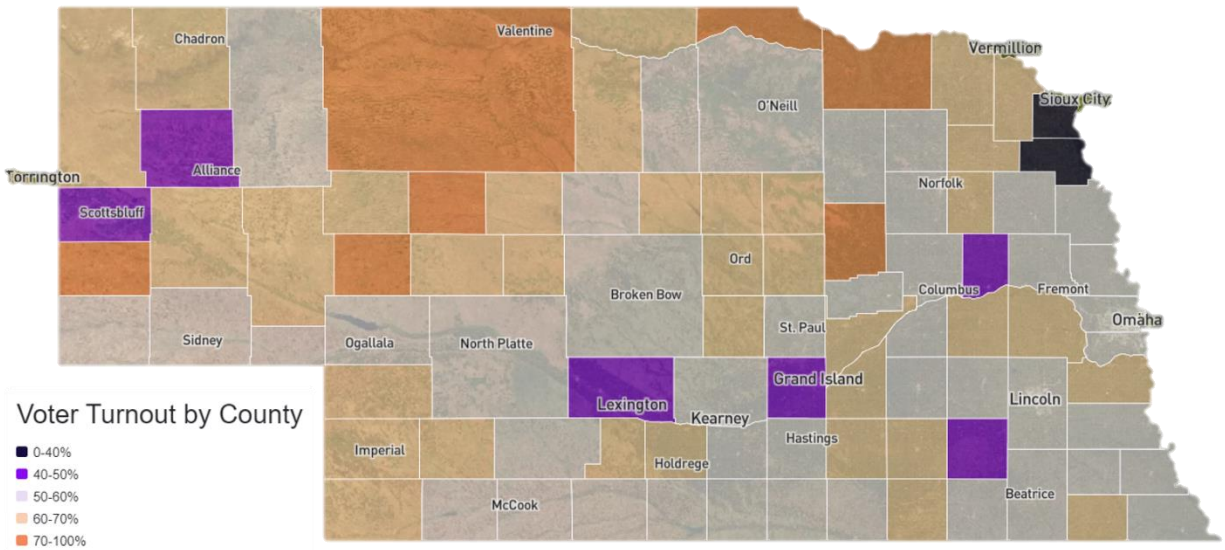 Valentine
Chadron
Vermillion
Sioux City
O'Neill
Alliance
Torrington
Norfolk
Scottsbluff
Ord
Columbus
Fremont
Broken Bow
Omaha
St. Paul
Sidney
Ogallala
North Platte
Grand Island
Lexington
Lincoln
Kearney
Voter Turnout by County
Hastings
0-40%
Imperial
40-50%
Holdrege
50-60%
Beatrice
McCook
60-70%
70-100%